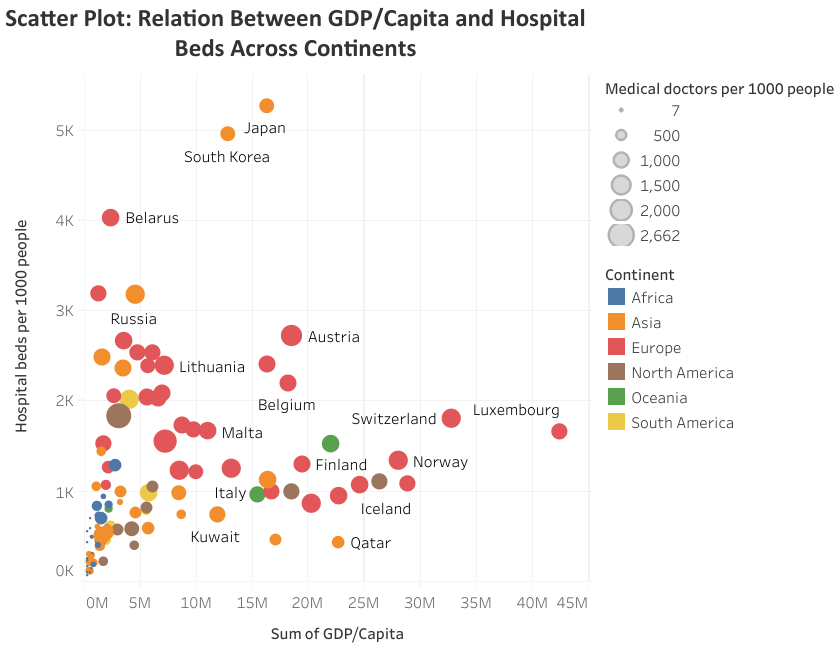 Scatter Plot: Relation Between GDP/Capita and Hospital
Beds Across Continents
Medical doctors per 1000 people
7
500
1,000
1,500
2,000
2,662
Continent
Africa
Asia
Europe
North America
Oceania
South America
Hospital beds per 1000 people
5K
4K
3K
2K
1K
0K
Japan
South Korea
Belarus
Russia
Austria
Lithuania
Belgium
Luxembourg
Switzerland
Malta
Finland
Norway
Italy
Iceland
Kuwait
Qatar
0M
5M
10M
15M
20M
25M
30M
35M
40M
45M
Sum of GDP/Capita